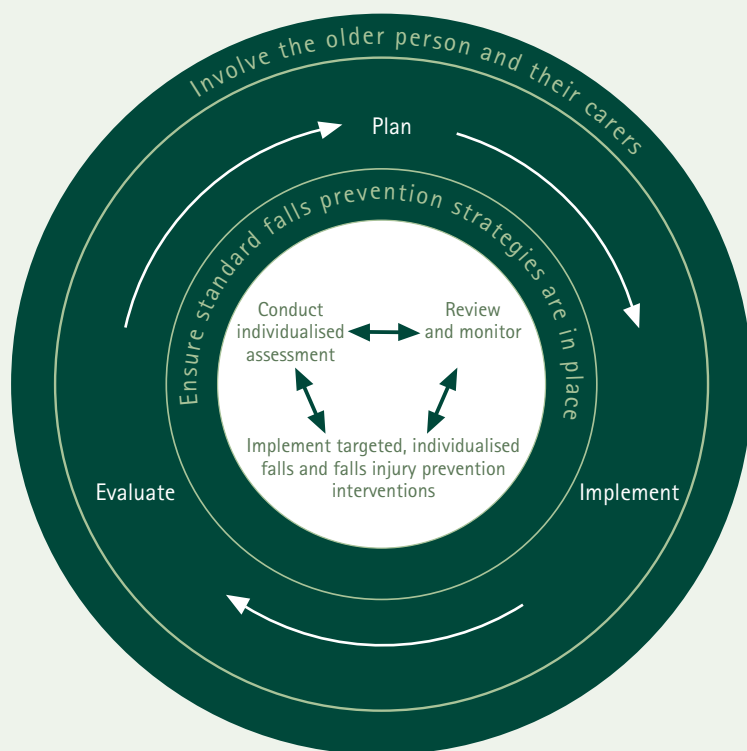 Involve the older person and their carers
Plan
Ensure standard falls prevention strategies are in place
Conduct
individualised
assessment
Review
and monitor
Implement targeted, individualised
falls and falls injury prevention
interventions
Evaluate
Implement